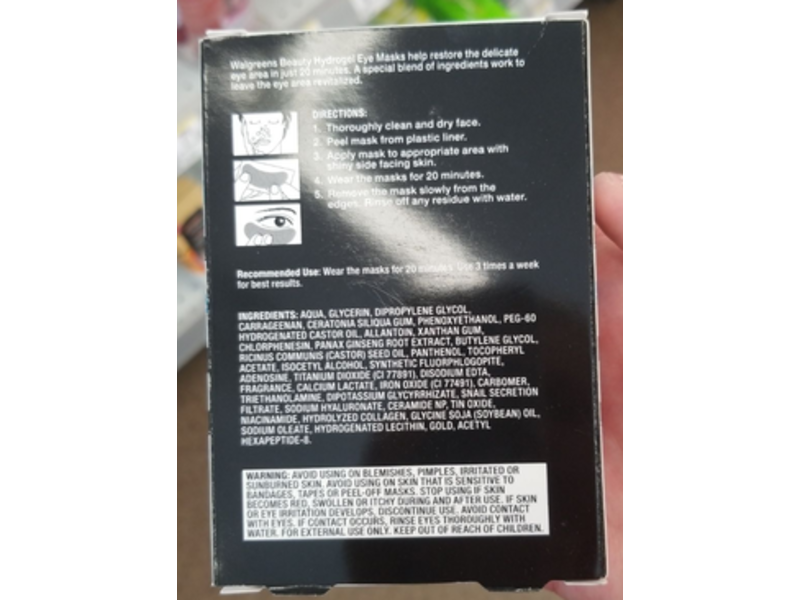 Walgreens Beauty Hydrogel Eye Masks help restore the delicate
eye area in just 20 minutes. A special blend of ingredients work to
leave the eye area revitalized.
DIRECTIONS:
1. Thoroughly clean and dry face.
2. Peel mask from plastic liner.
3. Apply mask to appropriate area with
shiny side facing skin.
4. Wear the masks for 20 minutes.
5. Remove the mask slowly from the
edges. Rinse off any residue with water.
Recommended Use: Wear the masks for 20 minutes. Use 3 times a week
for best results.
INGREDIENTS: AQUA, GLYCERIN, DIPROPYLENE GLYCOL,
CARRAGEENAN, CERATONIA SILIQUA GUM, PHENOXYETHANOL, PEG-60
HYDROGENATED CASTOR OIL, ALLANTOIN, XANTHAN GUM,
CHLORPHENESIN, PANAX GINSENG ROOT EXTRACT, BUTYLENE GLYCOL,
RICINUS COMMUNIS (CASTOR) SEED OIL, PANTHENOL, TOCOPHERYL
ACETATE, ISOCETYL ALCOHOL, SYNTHETIC FLUORPHLOGOPITE,
ADENOSINE, TITANIUM DIOXIDE (CI 77891), DISODIUM EDTA,
FRAGRANCE, CALCIUM LACTATE, IRON OXIDE (CI 77491), CARBOMER,
TRIETHANOLAMINE, DIPOTASSIUM GLYCYRRHIZATE, SNAIL SECRETION
FILTRATE, SODIUM HYALURONATE, CERAMIDE NP, TIN OXIDE,
NIACINAMIDE, HYDROLYZED COLLAGEN, GLYCINE SOJA (SOYBEAN) OIL,
SODIUM OLEATE, HYDROGENATED LECITHIN, GOLD, ACETYL
HEXAPEPTIDE-8.
WARNING: AVOID USING ON BLEMISHES, PIMPLES, IRRITATED OR
SUNBURNED SKIN. AVOID USING ON SKIN THAT IS SENSITIVE TO
BANDAGES, TAPES OR PEEL-OFF MASKS. STOP USING IF SKIN
BECOMES RED, SWOLLEN OR ITCHY DURING AND AFTER USE. IF SKIN
OR EYE IRRITATION DEVELOPS, DISCONTINUE USE. AVOID CONTACT
WITH EYES. IF CONTACT OCCURS, RINSE EYES THOROUGHLY WITH
WATER. FOR EXTERNAL USE ONLY. KEEP OUT OF REACH OF CHILDREN.